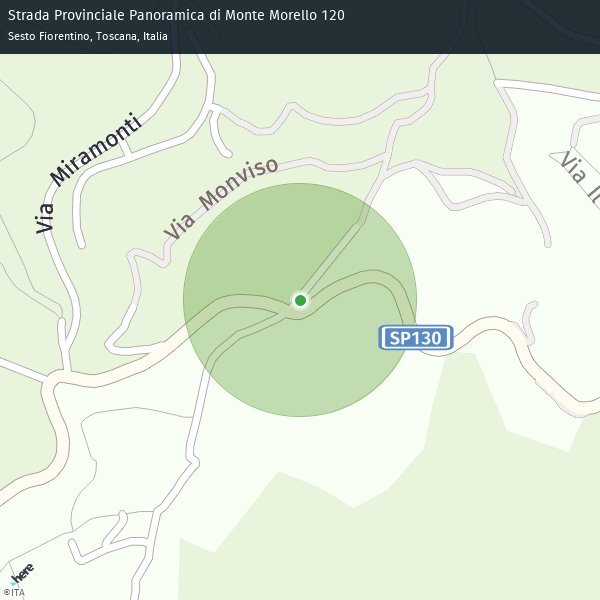 Strada Provinciale Panoramica di Monte Morello 120
Sesto Fiorentino, Toscana, Italia
Via Miramonti
Via Monviso
Via
SP130
here
©ITA